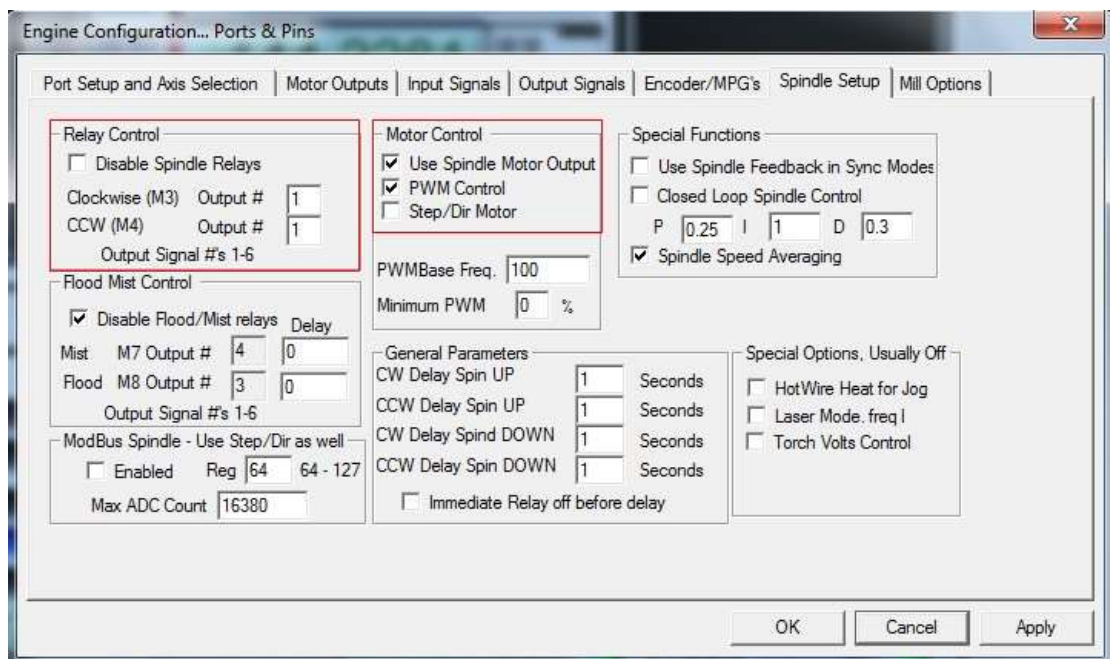 Engine Configuration... Ports & Pins
Port Setup and Axis Selection
Motor Outputs
Input Signals
Output Signals
Encoder/MPG's
Spindle Setup
Mill Options
Relay Control
Disable Spindle Relays
Clockwise (M3) Output # 1
CCW (M4) Output # 1
Output Signal #'s 1-6
Flood Mist Control
Disable Flood/Mist relays Delay
Mist M7 Output # 4 0
Flood M8 Output # 3 0
Output Signal #'s 1-6
ModBus Spindle - Use Step/Dir as well
Enabled Reg 64 64 - 127
Max ADC Count 16380
Motor Control
Use Spindle Motor Output
PWM Control
Step/Dir Motor
PWMBase Freq. 100
Minimum PWM 0 %
General Parameters
CW Delay Spin UP 1 Seconds
CCW Delay Spin UP 1 Seconds
CW Delay Spind DOWN 1 Seconds
CCW Delay Spin DOWN 1 Seconds
Immediate Relay off before delay
Special Functions
Use Spindle Feedback in Sync Modes
Closed Loop Spindle Control
P 0.25 I 1 D 0.3
Spindle Speed Averaging
Special Options, Usually Off
HotWire Heat for Jog
Laser Mode. freq l
Torch Volts Control
OK
Cancel
Apply